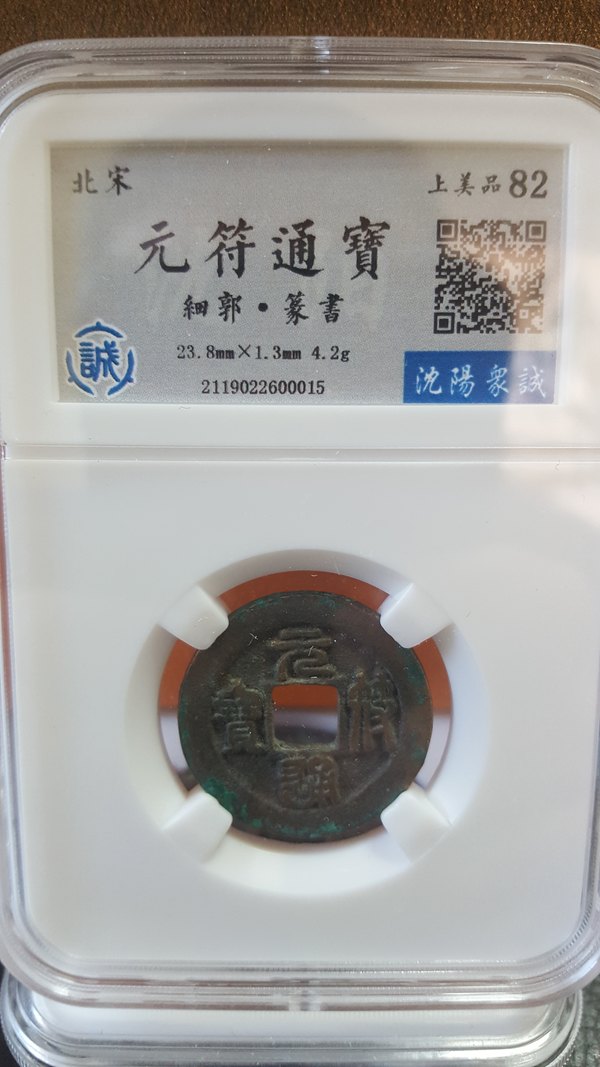 北宋
上美品82
元符通寶
細郭•篆書
23.8mm×1.3mm 4.2g
2119022600015
誠
沈陽衆誠
元
寶 符
通